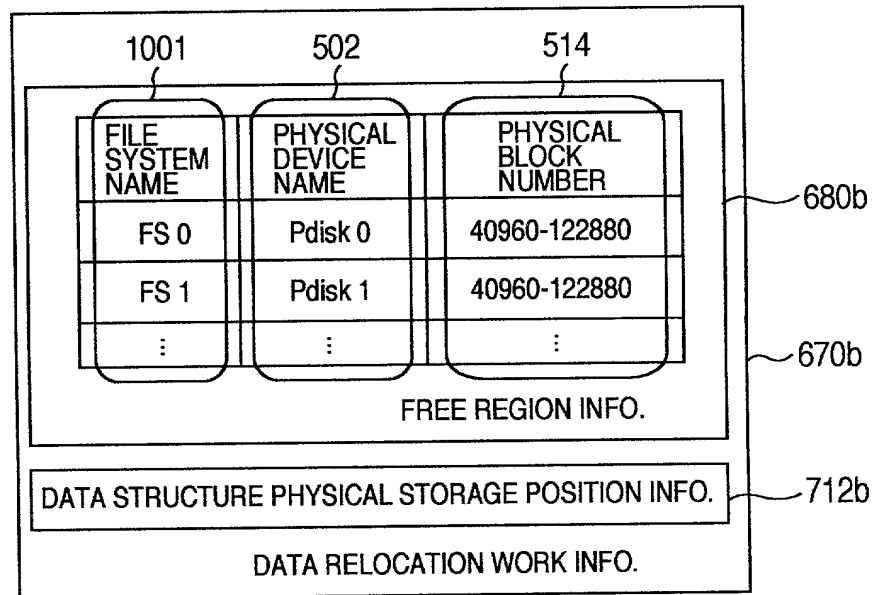 1001 502 514
FILE SYSTEM NAME PHYSICAL DEVICE NAME PHYSICAL BLOCK NUMBER
680b
FS 0 Pdisk 0 40960-122880
FS 1 Pdisk 1 40960-122880
⋮ ⋮ ⋮
670b
FREE REGION INFO.
DATA STRUCTURE PHYSICAL STORAGE POSITION INFO. 712b
DATA RELOCATION WORK INFO.